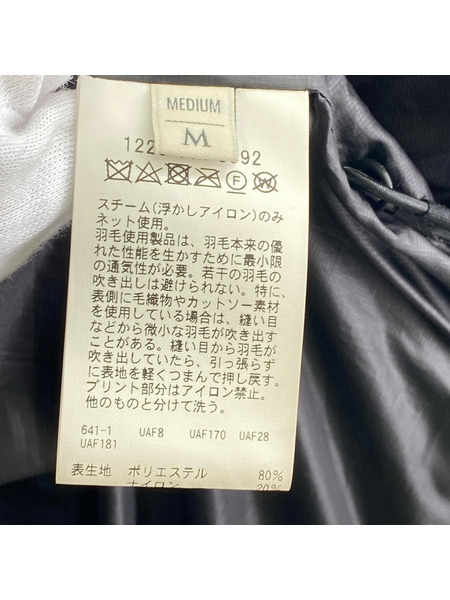 MEDIUM
M
スチーム(浮かしアイロン)のみ
ネット使用。
羽毛使用製品は、羽毛本来の優
れた性能を生かすために最小限
の通気性が必要。若干の羽毛の
吹き出しは避けられない。特に、
表側に毛織物やカットソー素材
を使用している場合は、縫い目
などから微小な羽毛が吹き出す
ことがある。縫い目から羽毛が
吹き出していたら、引っ張らず
に表地を軽くつまんで押し戻す。
プリント部分はアイロン禁止。
他のものと分けて洗う。
641-1 UAF8 UAF170 UAF28
UAF181
表生地 ポリエステル 80%
ナイロン 20%